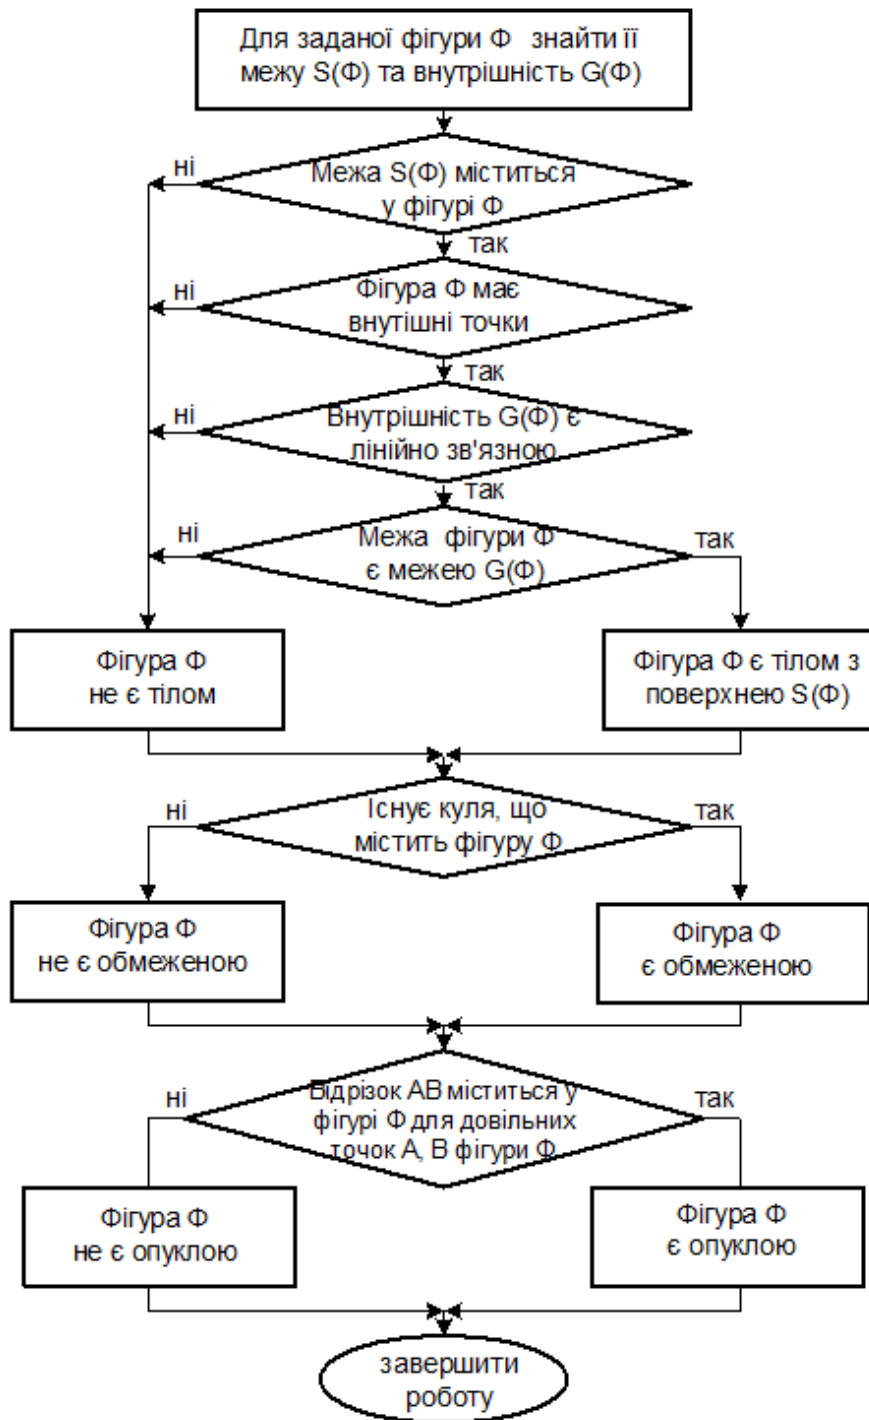 Для заданої фігури Ф знайти її
межу S(Ф) та внутрішність G(Ф)
ні
Межа S(Ф) міститься
у фігурі Ф
так
ні
Фігура Ф має
внутішні точки
так
ні
Внутрішність G(Ф) є
лінійно зв'язною
так
ні
Межа фігури Ф
є межею G(Ф)
так
Фігура Ф
не є тілом
Фігура Ф є тілом з
поверхнею S(Ф)
ні
Існує куля, що
містить фігуру Ф
так
Фігура Ф
не є обмеженою
Фігура Ф
є обмеженою
ні
Відрізок AB міститься у
фігурі Ф для довільних
точок A, B фігури Ф
так
Фігура Ф
не є опуклою
Фігура Ф
є опуклою
завершити
роботу